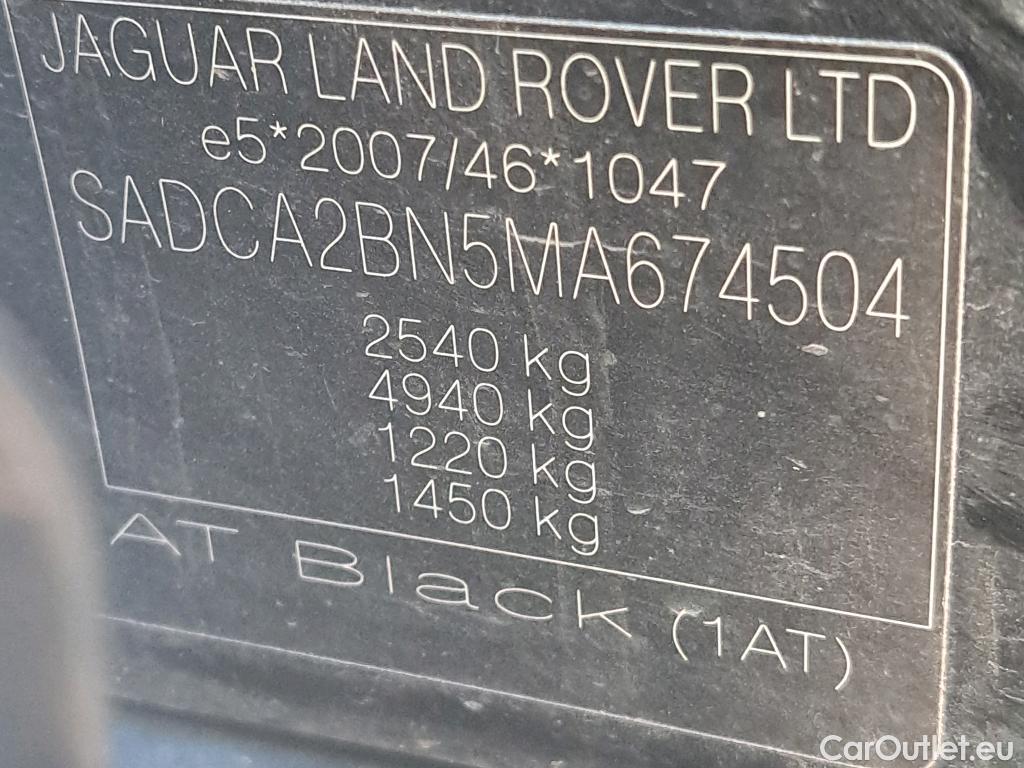 JAGUAR LAND ROVER LTD
e5*2007/46*1047
SADCA2BN5MA674504
2540 kg
4940 kg
1220 kg
1450 kg
AT Black (1AT)
CarOutlet.eu